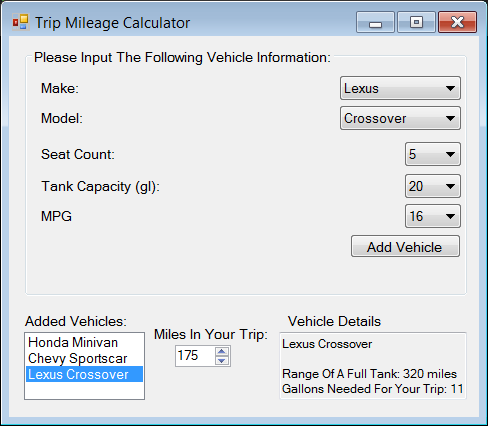 Trip Mileage Calculator
Please Input The Following Vehicle Information:
Make: Lexus
Model: Crossover
Seat Count: 5
Tank Capacity (gl): 20
MPG 16
Add Vehicle
Added Vehicles:
Honda Minivan
Chevy Sportscar
Lexus Crossover
Miles In Your Trip:
175
Vehicle Details
Lexus Crossover
Range Of A Full Tank: 320 miles
Gallons Needed For Your Trip: 11